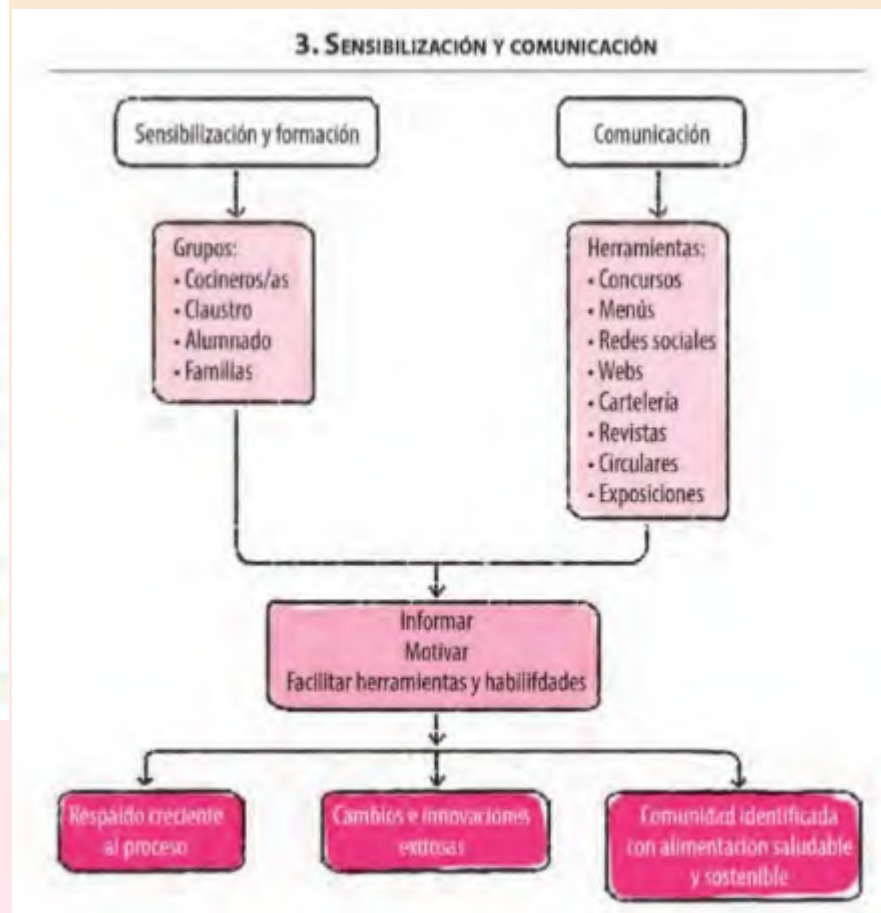 3. SENSIBILIZACIÓN Y COMUNICACIÓN
Sensibilización y formación
Comunicación
Grupos:
• Cocineros/as
• Claustro
• Alumnado
• Familias
Herramientas:
• Concursos
• Menús
• Redes sociales
• Webs
• Cartelería
• Revistas
• Circulares
• Exposiciones
Informar
Motivar
Facilitar herramientas y habilifdades
Respaldo creciente
al proceso
Cambios e innovaciones
exitosas
Comunidad identificada
con alimentación saludable
y sostenible